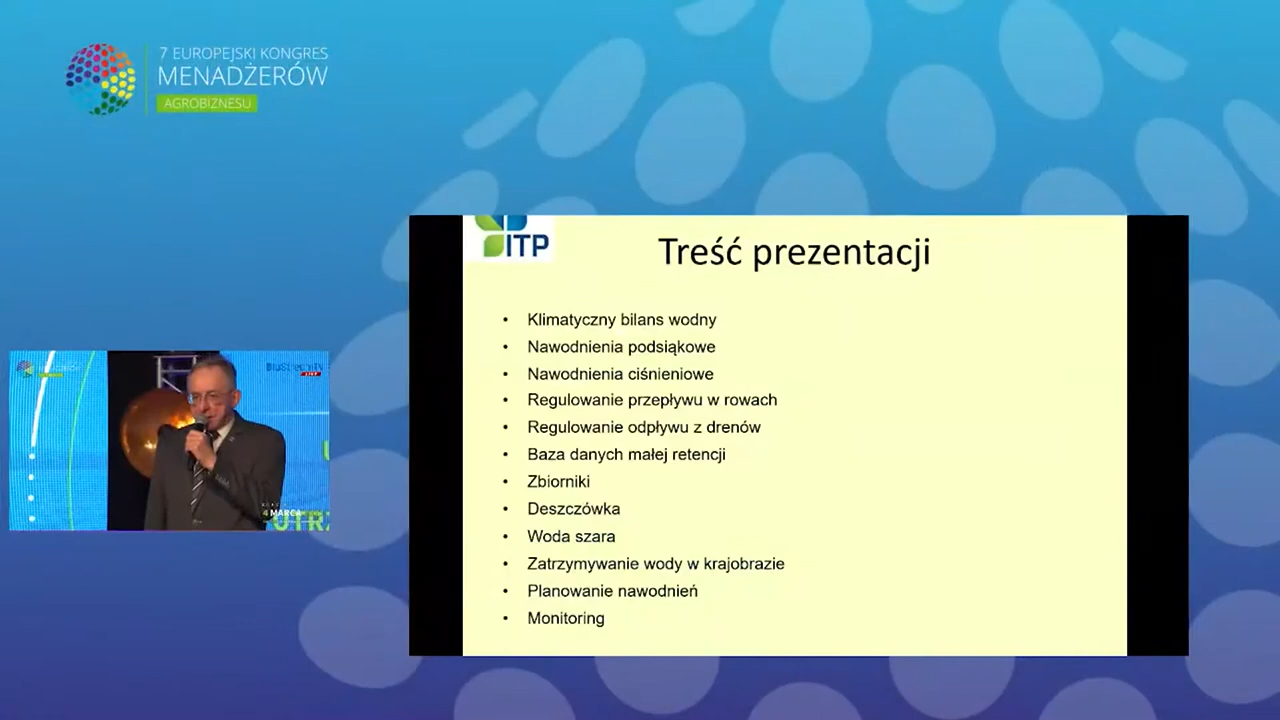 7 EUROPEJSKI KONGRES
MENADŻERÓW
AGROBIZNESU
ITP
Treść prezentacji
• Klimatyczny bilans wodny
• Nawodnienia podsiąkowe
• Nawodnienia ciśnieniowe
• Regulowanie przepływu w rowach
• Regulowanie odpływu z drenów
• Baza danych małej retencji
• Zbiorniki
• Deszczówka
• Woda szara
• Zatrzymywanie wody w krajobrazie
• Planowanie nawodnień
• Monitoring
4 MARCA